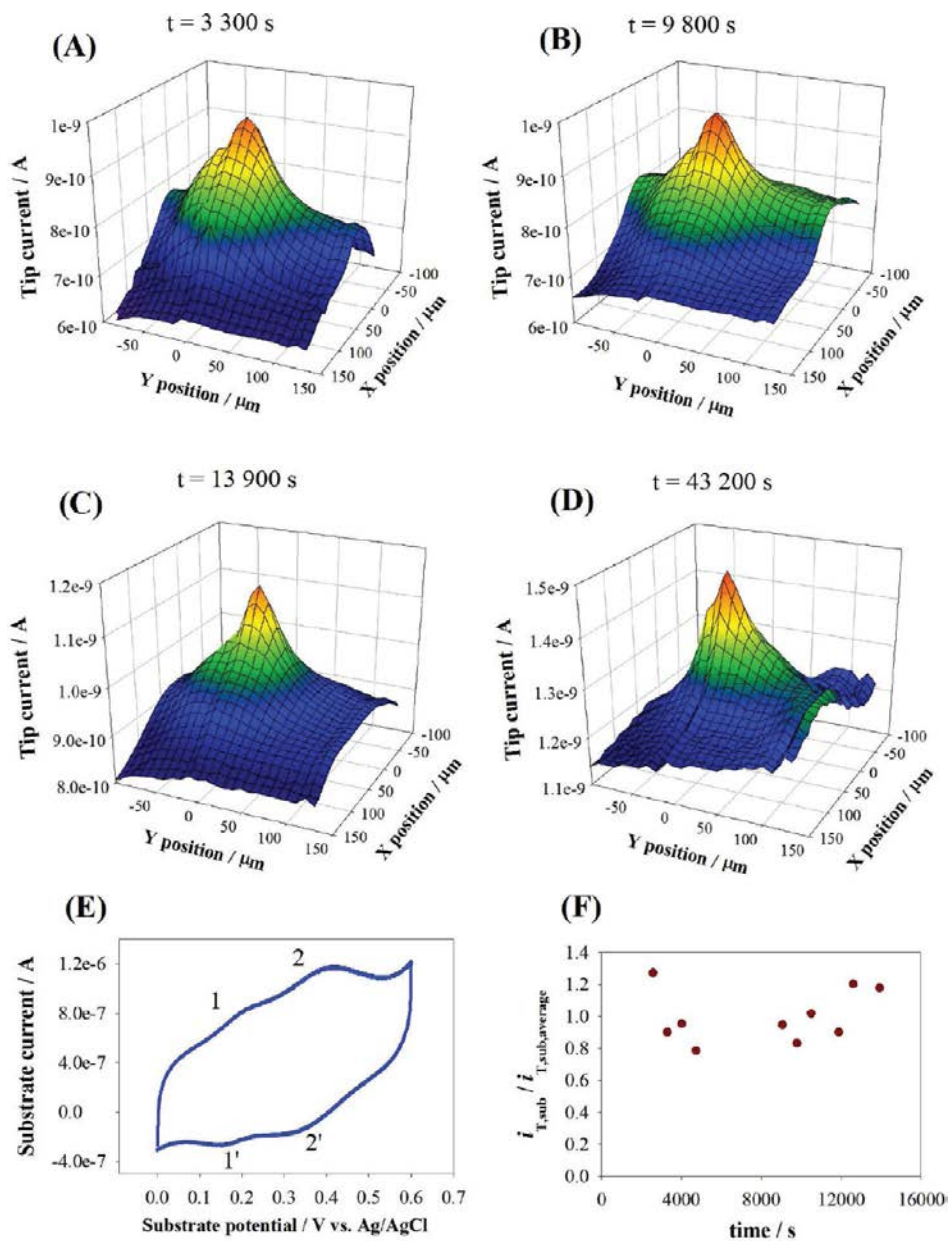 (A) t = 3 300 s
1e-9
9e-10
8e-10
7e-10
6e-10
Tip current / A
-50
0
50
100
150
Y position / μm
-100
-50
0
50
100
150
X position / μm
(B) t = 9 800 s
1e-9
9e-10
8e-10
7e-10
6e-10
Tip current / A
-50
0
50
100
150
Y position / μm
-100
-50
0
50
100
150
X position / μm
(C) t = 13 900 s
1.2e-9
1.1e-9
1.0e-9
9.0e-10
8.0e-10
Tip current / A
-50
0
50
100
150
Y position / μm
-100
-50
0
50
100
150
X position / μm
(D) t = 43 200 s
1.5e-9
1.4e-9
1.3e-9
1.2e-9
1.1e-9
Tip current / A
-50
0
50
100
150
Y position / μm
-100
-50
0
50
100
150
X position / μm
(E)
1.2e-6
8.0e-7
4.0e-7
0.0
-4.0e-7
Substrate current / A
1
2
1'
2'
0.0 0.1 0.2 0.3 0.4 0.5 0.6 0.7
Substrate potential / V vs. Ag/AgCl
(F)
1.4
1.2
1.0
0.8
0.6
0.4
0.2
0.0
i T,sub / i T,sub,average
0 4000 8000 12000 16000
time / s